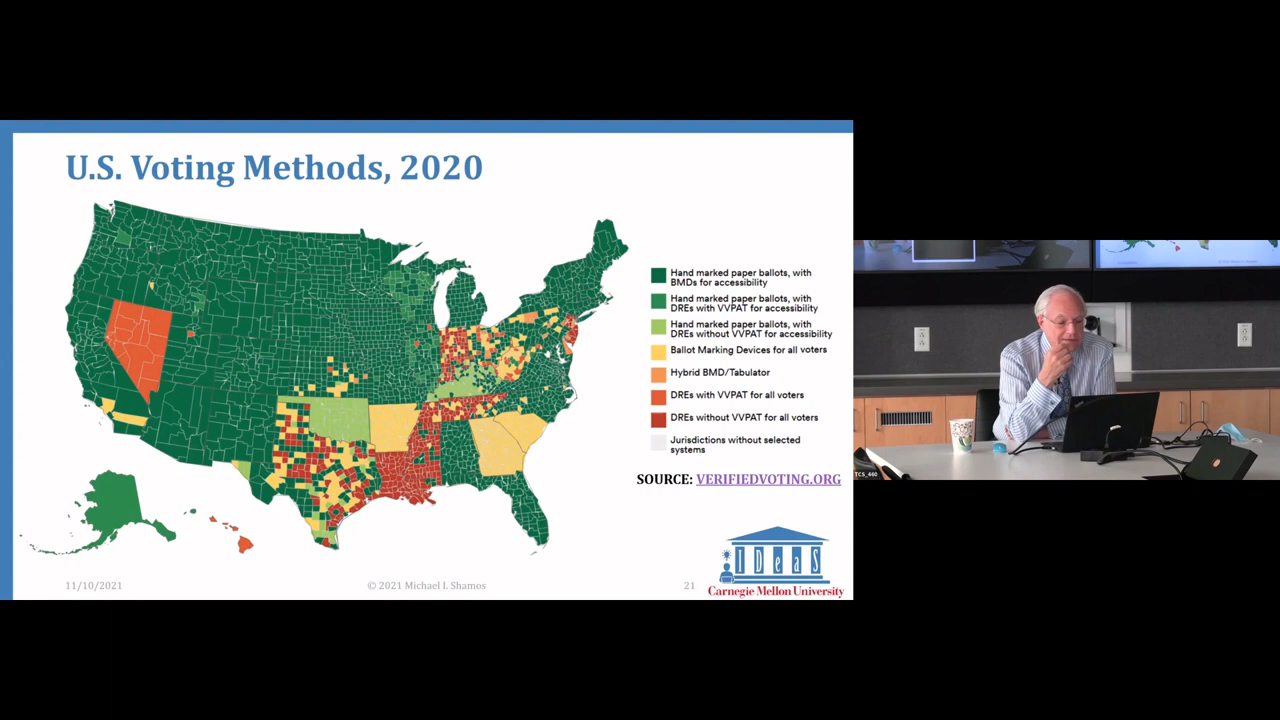 U.S. Voting Methods, 2020
Hand marked paper ballots, with
BMDs for accessibility
Hand marked paper ballots, with
DREs with VVPAT for accessibility
Hand marked paper ballots, with
DREs without VVPAT for accessibility
Ballot Marking Devices for all voters
Hybrid BMD/Tabulator
DREs with VVPAT for all voters
DREs without VVPAT for all voters
Jurisdictions without selected
systems
SOURCE: VERIFIEDVOTING.ORG
IDeaS
Carnegie Mellon University
11/10/2021
© 2021 Michael I. Shamos
21
TCS_460